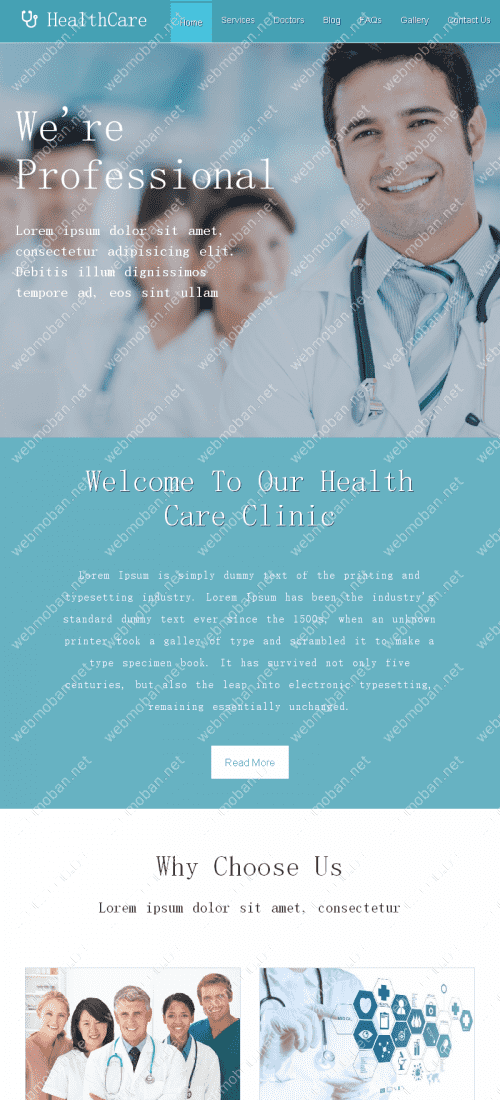 HealthCare
Home Services Doctors Blog FAQs Gallery Contact Us
We're
Professional
Lorem ipsum dolor sit amet,
consectetur adipisicing elit.
Debitis illum dignissimos
tempore ad, eos sint ullam
Welcome To Our Health
Care Clinic
Lorem Ipsum is simply dummy text of the printing and
typesetting industry. Lorem Ipsum has been the industry's
standard dummy text ever since the 1500s, when an unknown
printer took a galley of type and scrambled it to make a
type specimen book. It has survived not only five
centuries, but also the leap into electronic typesetting,
remaining essentially unchanged.
Read More
Why Choose Us
Lorem ipsum dolor sit amet, consectetur
webmoban.net